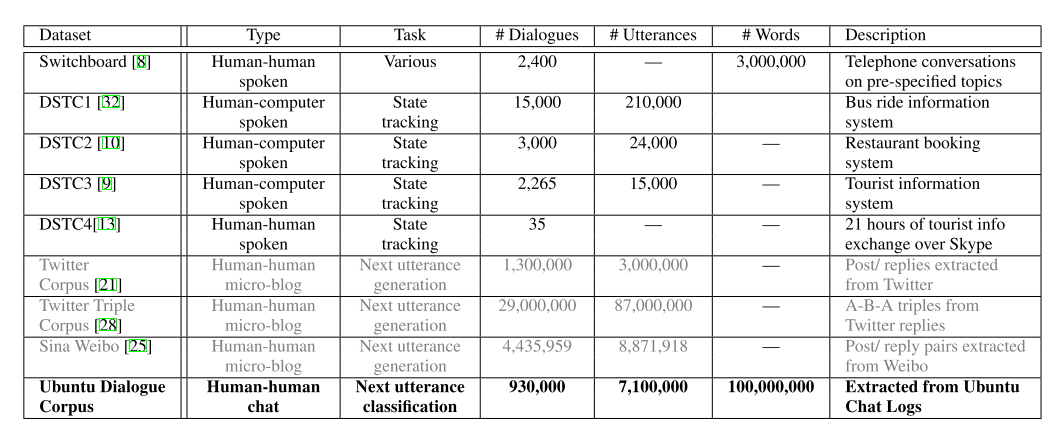 Dataset Type Task # Dialogues # Utterances # Words Description
Switchboard [8] Human-human Various 2,400 — 3,000,000 Telephone conversations
spoken on pre-specified topics
DSTC1 [32] Human-computer State 15,000 210,000 Bus ride information
spoken tracking system
DSTC2 [10] Human-computer State 3,000 24,000 — Restaurant booking
spoken tracking system
DSTC3 [9] Human-computer State 2,265 15,000 — Tourist information
spoken tracking system
DSTC4[13] Human-human State 35 — — 21 hours of tourist info
spoken tracking exchange over Skype
Twitter Human-human Next utterance 1,300,000 3,000,000 — Post/ replies extracted
Corpus [21] micro-blog generation from Twitter
Twitter Triple Human-human Next utterance 29,000,000 87,000,000 — A-B-A triples from
Corpus [28] micro-blog generation Twitter replies
Sina Weibo [25] Human-human Next utterance 4,435,959 8,871,918 — Post/ reply pairs extracted
micro-blog generation from Weibo
Ubuntu Dialogue Human-human Next utterance 930,000 7,100,000 100,000,000 Extracted from Ubuntu
Corpus chat classification Chat Logs